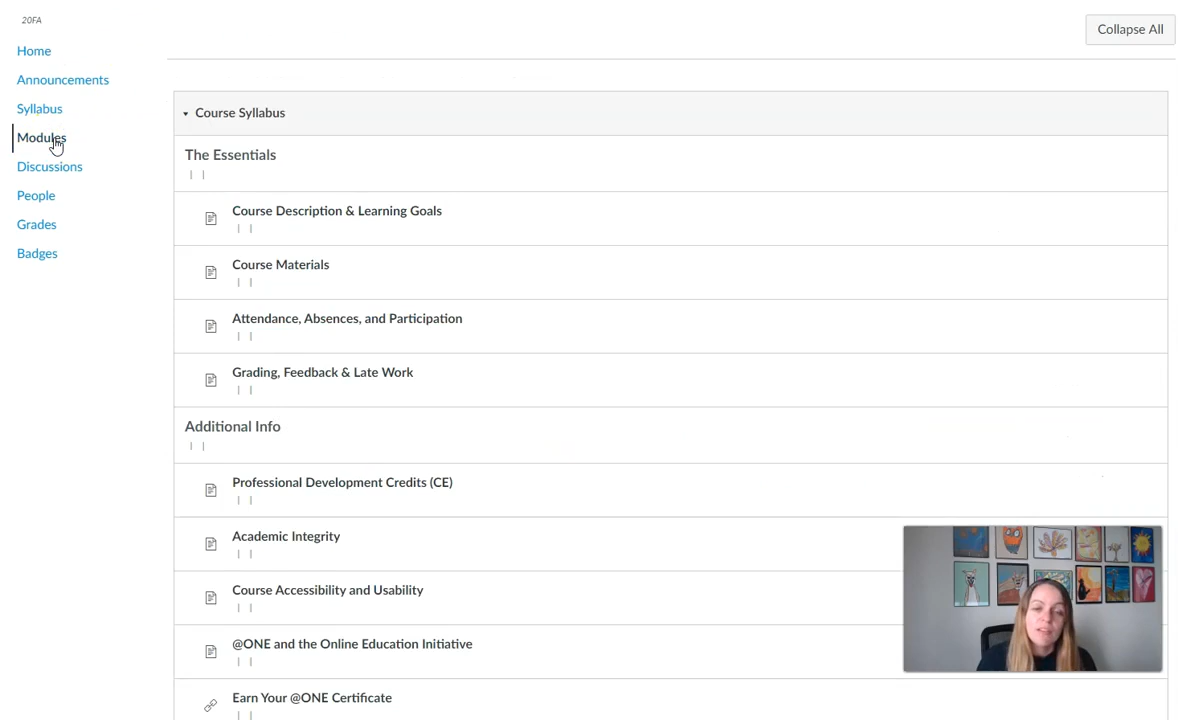 20FA
Collapse All
Home
Announcements
Syllabus
Modules
Discussions
People
Grades
Badges
Course Syllabus
The Essentials
Course Description & Learning Goals
Course Materials
Attendance, Absences, and Participation
Grading, Feedback & Late Work
Additional Info
Professional Development Credits (CE)
Academic Integrity
Course Accessibility and Usability
@ONE and the Online Education Initiative
Earn Your @ONE Certificate